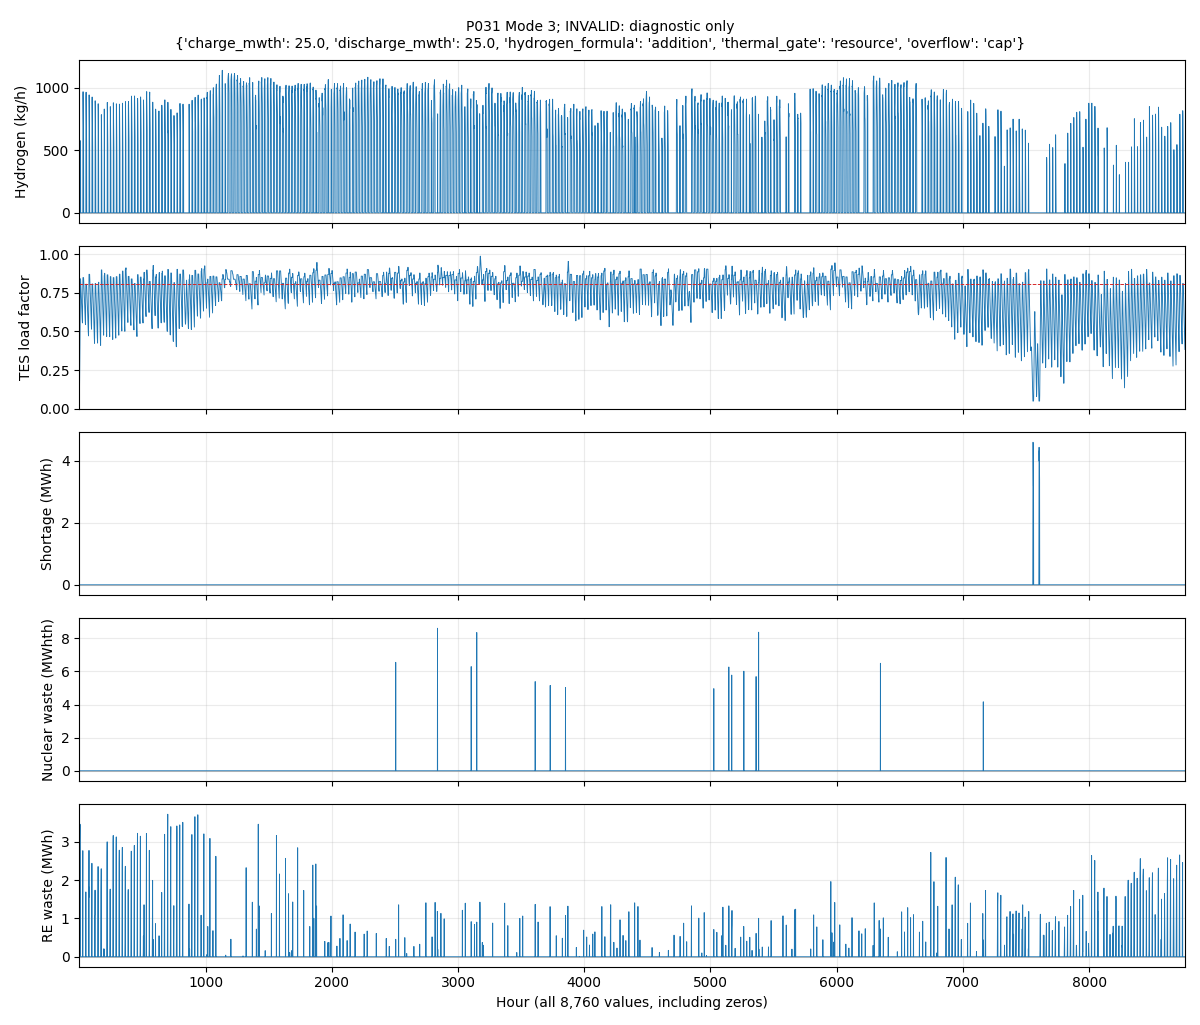 P031 Mode 3; INVALID: diagnostic only
{'charge_mwth': 25.0, 'discharge_mwth': 25.0, 'hydrogen_formula': 'addition', 'thermal_gate': 'resource', 'overflow': 'cap'}
Hydrogen (kg/h)
1000
500
0
TES load factor
1.00
0.75
0.50
0.25
0.00
Shortage (MWh)
4
2
0
Nuclear waste (MWhth)
8
6
4
2
0
RE waste (MWh)
3
2
1
0
1000 2000 3000 4000 5000 6000 7000 8000
Hour (all 8,760 values, including zeros)